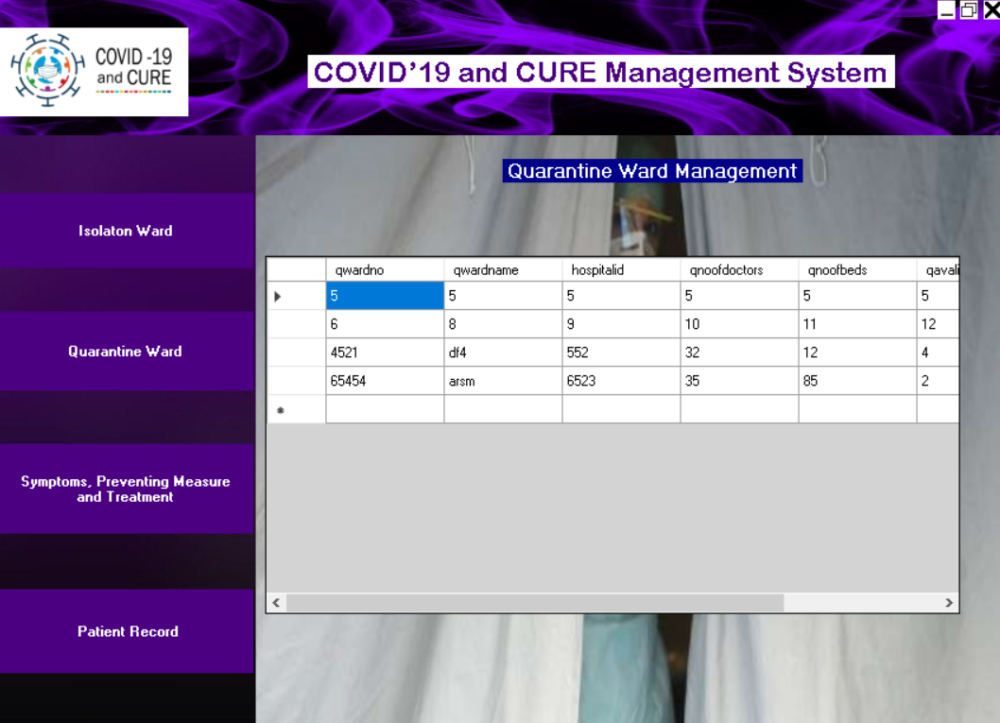 COVID -19
and CURE
COVID'19 and CURE Management System
Quarantine Ward Management
Isolaton Ward
Quarantine Ward
Symptoms, Preventing Measure
and Treatment
Patient Record
qwardno qwardname hospitalid qnoofdoctors qnoofbeds qavali
5 5 5 5 5 5
6 8 9 10 11 12
4521 df4 552 32 12 4
65454 arsm 6523 35 85 2